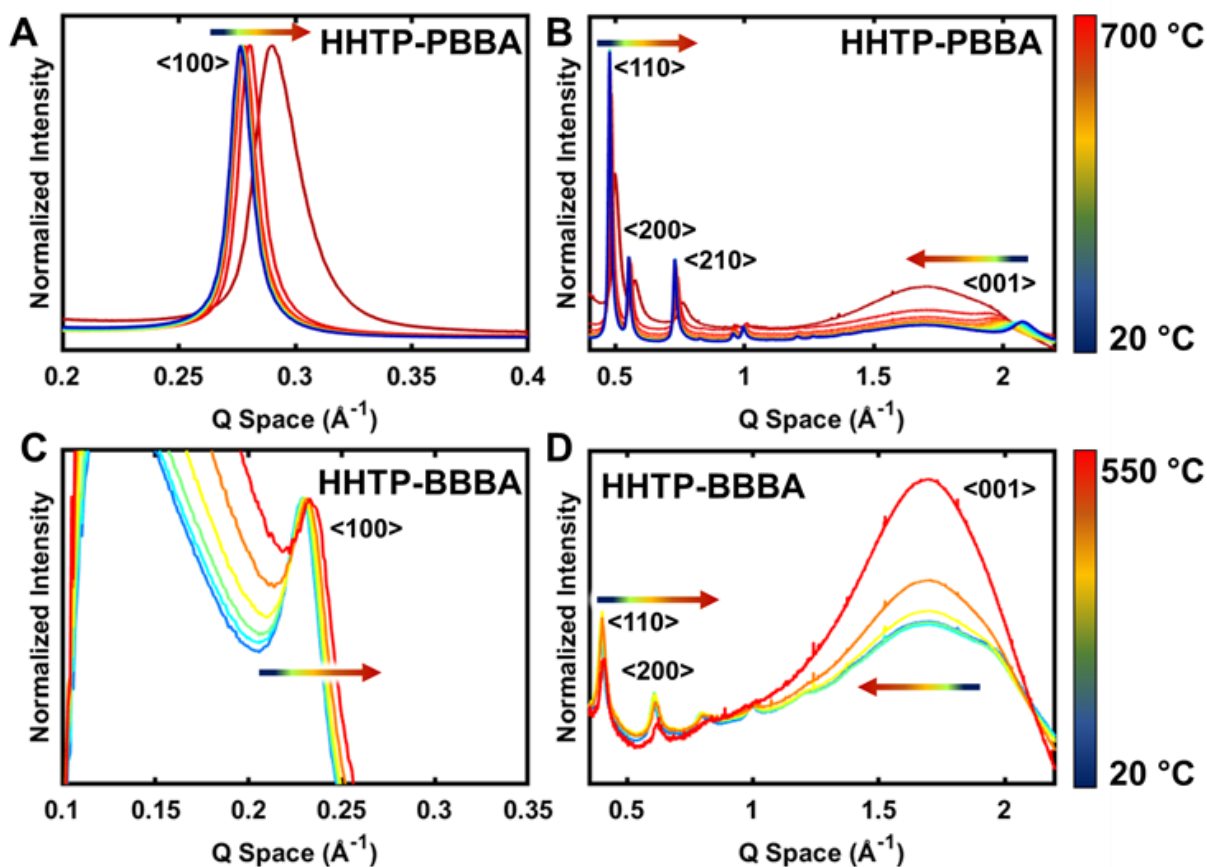 A
HHTP-PBBA
<100>
Normalized Intensity
0.2 0.25 0.3 0.35 0.4
Q Space (Å⁻¹)
B
HHTP-PBBA
<110>
<200>
<210>
<001>
Normalized Intensity
0.5 1 1.5 2
Q Space (Å⁻¹)
700 °C
20 °C
C
HHTP-BBBA
<100>
Normalized Intensity
0.1 0.15 0.2 0.25 0.3 0.35
Q Space (Å⁻¹)
D
HHTP-BBBA
<001>
<110>
<200>
Normalized Intensity
0.5 1 1.5 2
Q Space (Å⁻¹)
550 °C
20 °C